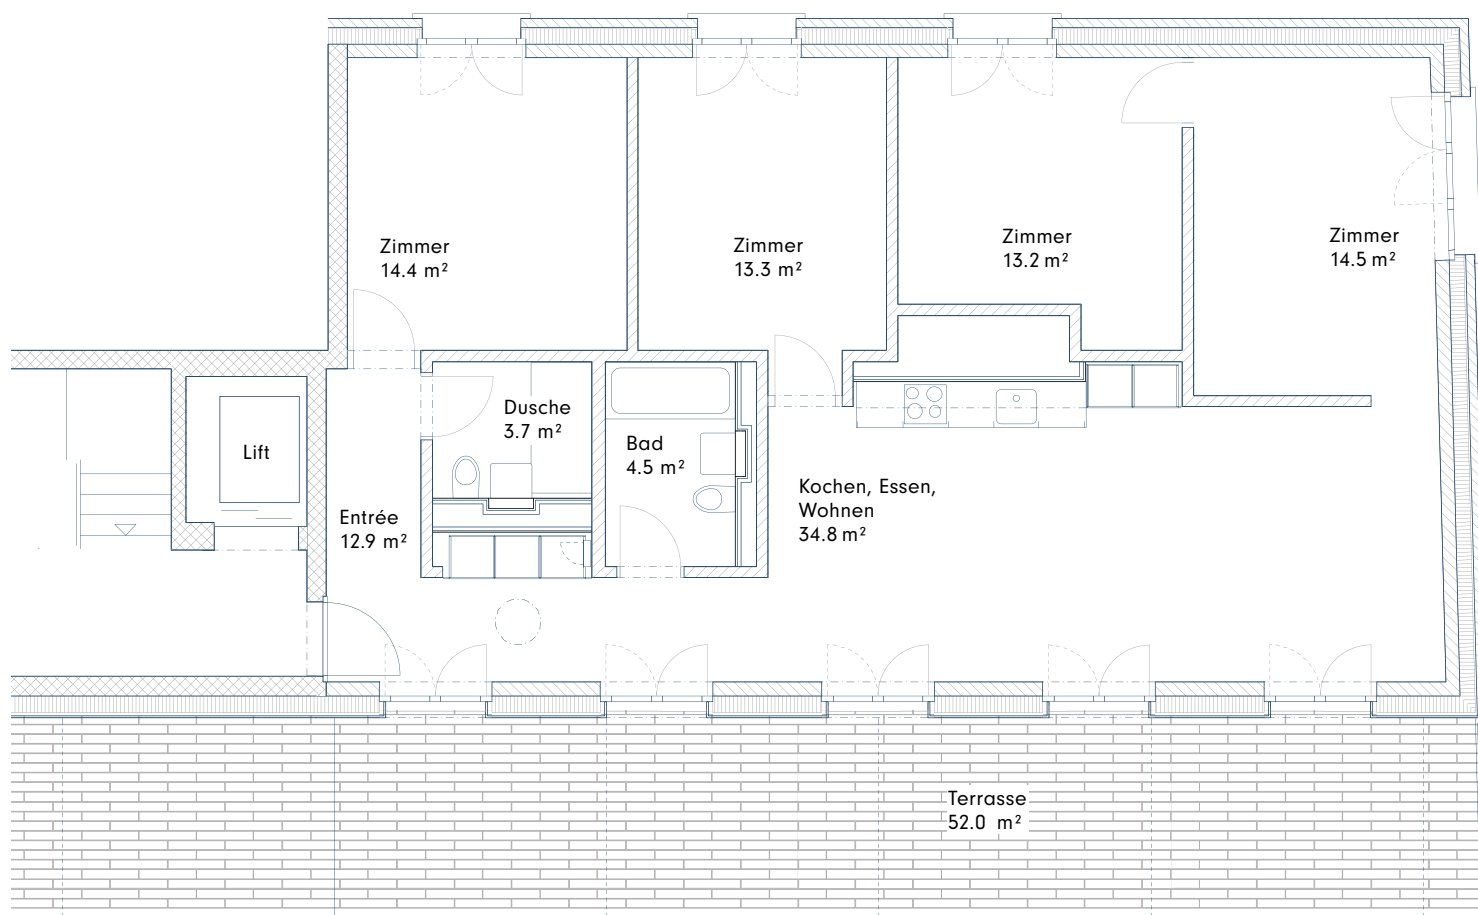 Zimmer
14.4 m²
Zimmer
13.3 m²
Zimmer
13.2 m²
Zimmer
14.5 m²
Dusche
3.7 m²
Bad
4.5 m²
Lift
Entrée
12.9 m²
Kochen, Essen,
Wohnen
34.8 m²
Terrasse
52.0 m²